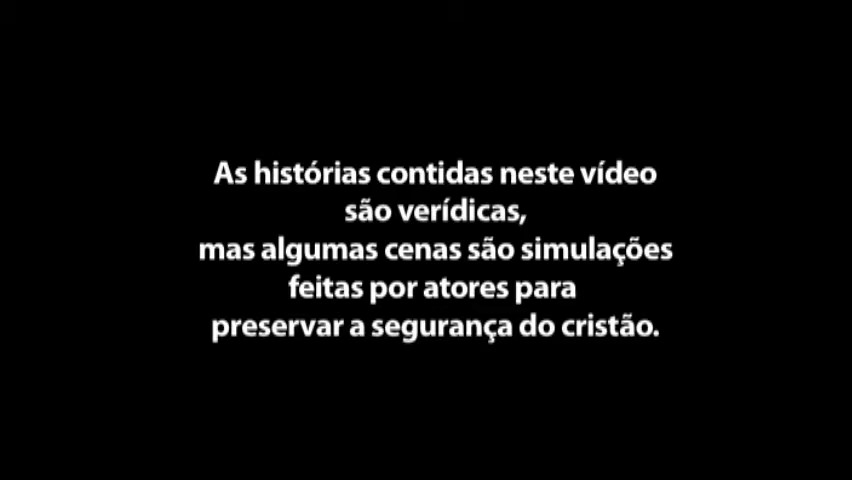 As histórias contidas neste vídeo
são verídicas,
mas algumas cenas são simulações
feitas por atores para
preservar a segurança do cristão.